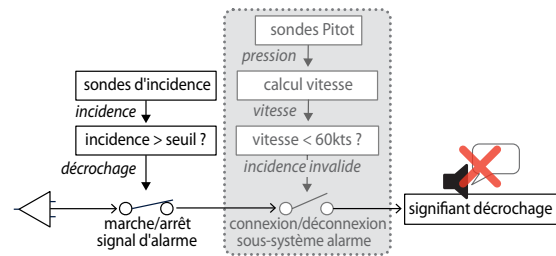 sondes Pitot
pression
sondes d'incidence
calcul vitesse
incidence
vitesse
incidence > seuil ?
vitesse < 60kts ?
décrochage
incidence invalide
marche/arrêt
signal d'alarme
connexion/déconnexion
sous-système alarme
signifiant décrochage